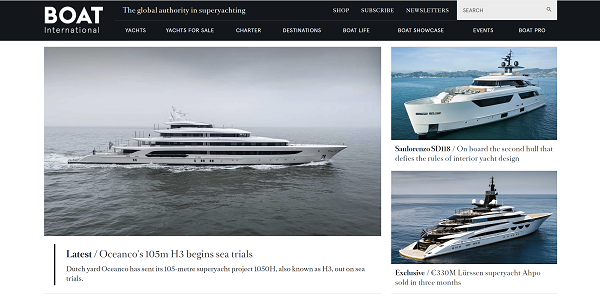 BOAT
International
The global authority in superyachting
SHOP SUBSCRIBE NEWSLETTERS
SEARCH
YACHTS YACHTS FOR SALE CHARTER DESTINATIONS BOAT LIFE BOAT SHOWCASE EVENTS BOAT PRO
Latest / Oceanco's 105m H3 begins sea trials
Dutch yard Oceanco has sent its 105-metre superyacht project 1050H, also known as H3, out on sea
trials.
Sanlorenzo SD118 / On board the second hull that
defies the rules of interior yacht design
Exclusive / €330M Lürssen superyacht Ahpo
sold in three months